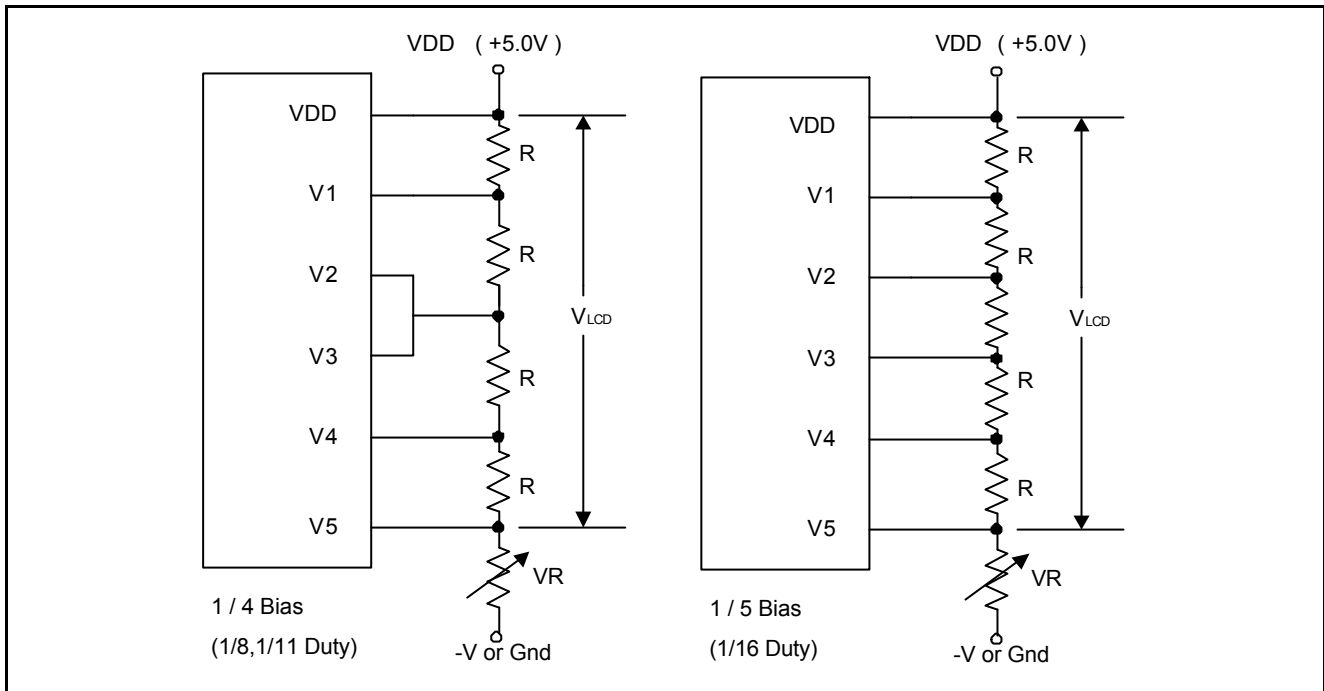 VDD ( +5.0V )
VDD
R
V1
R
V2
VLCD
V3
R
V4
R
V5
VR
1 / 4 Bias
(1/8,1/11 Duty)
-V or Gnd
VDD ( +5.0V )
VDD
R
V1
R
V2
VLCD
V3
R
V4
R
V5
VR
1 / 5 Bias
(1/16 Duty)
-V or Gnd